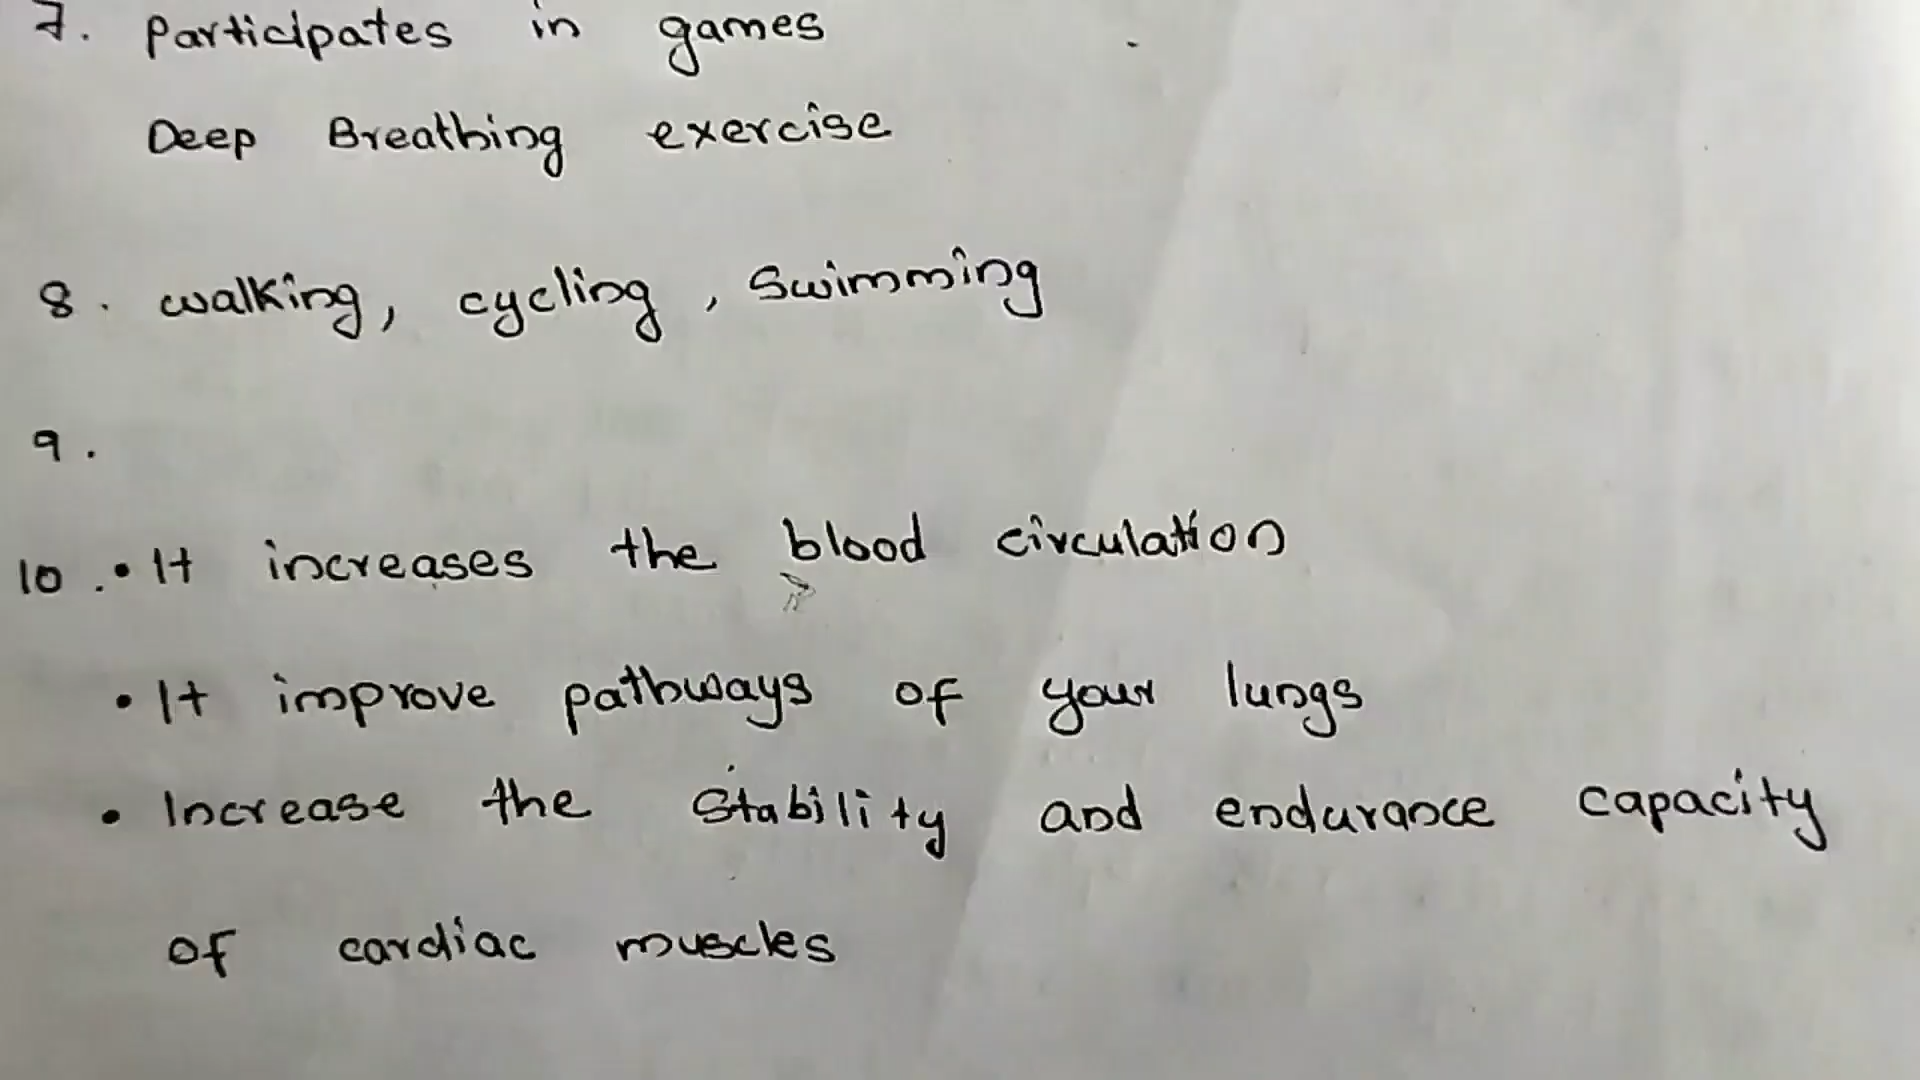 7. Participates in games
Deep Breathing exercise
8. walking, cycling, Swimming
9.
10. • It increases the blood circulation
• It improve pathways of your lungs
• Increase the stability and endurance capacity
of cardiac muscles